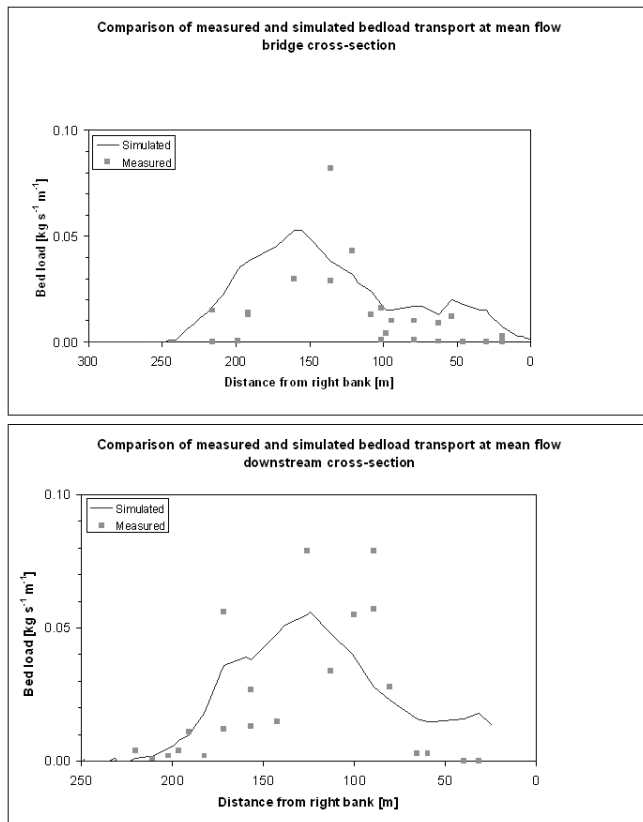 Comparison of measured and simulated bedload transport at mean flow
bridge cross-section
0.10
Simulated
Measured
Bed load [kg s-1 m-1]
0.05
0.00
300 250 200 150 100 50 0
Distance from right bank [m]
Comparison of measured and simulated bedload transport at mean flow
downstream cross-section
0.10
Simulated
Measured
Bed load [kg s-1 m-1]
0.05
0.00
250 200 150 100 50 0
Distance from right bank [m]